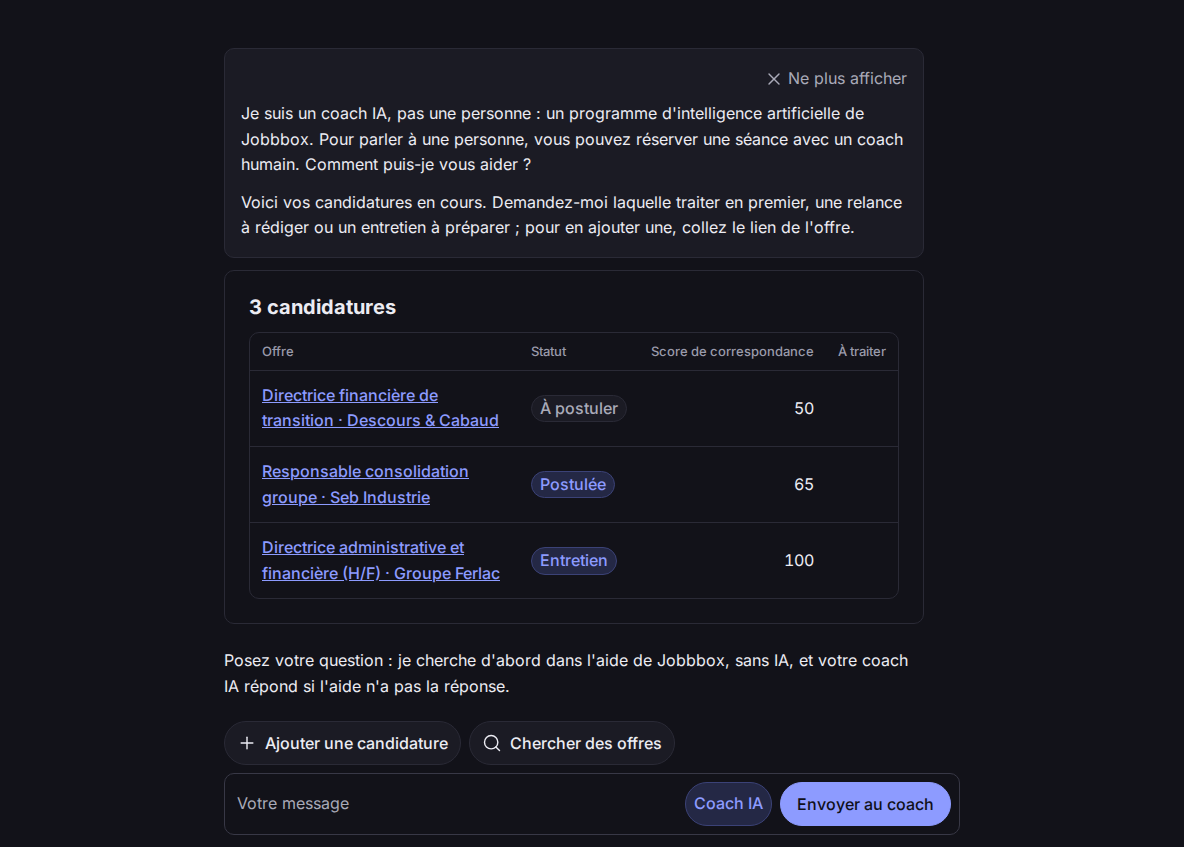 Ne plus afficher
Je suis un coach IA, pas une personne : un programme d'intelligence artificielle de
Jobbbox. Pour parler à une personne, vous pouvez réserver une séance avec un coach
humain. Comment puis-je vous aider ?
Voici vos candidatures en cours. Demandez-moi laquelle traiter en premier, une relance
à rédiger ou un entretien à préparer ; pour en ajouter une, collez le lien de l'offre.
3 candidatures
Offre Statut Score de correspondance À traiter
Directrice financière de
transition · Descours & Cabaud
À postuler
50
Responsable consolidation
groupe · Seb Industrie
Postulée
65
Directrice administrative et
financière (H/F) · Groupe Ferlac
Entretien
100
Posez votre question : je cherche d'abord dans l'aide de Jobbbox, sans IA, et votre coach
IA répond si l'aide n'a pas la réponse.
Ajouter une candidature
Chercher des offres
Votre message
Coach IA
Envoyer au coach